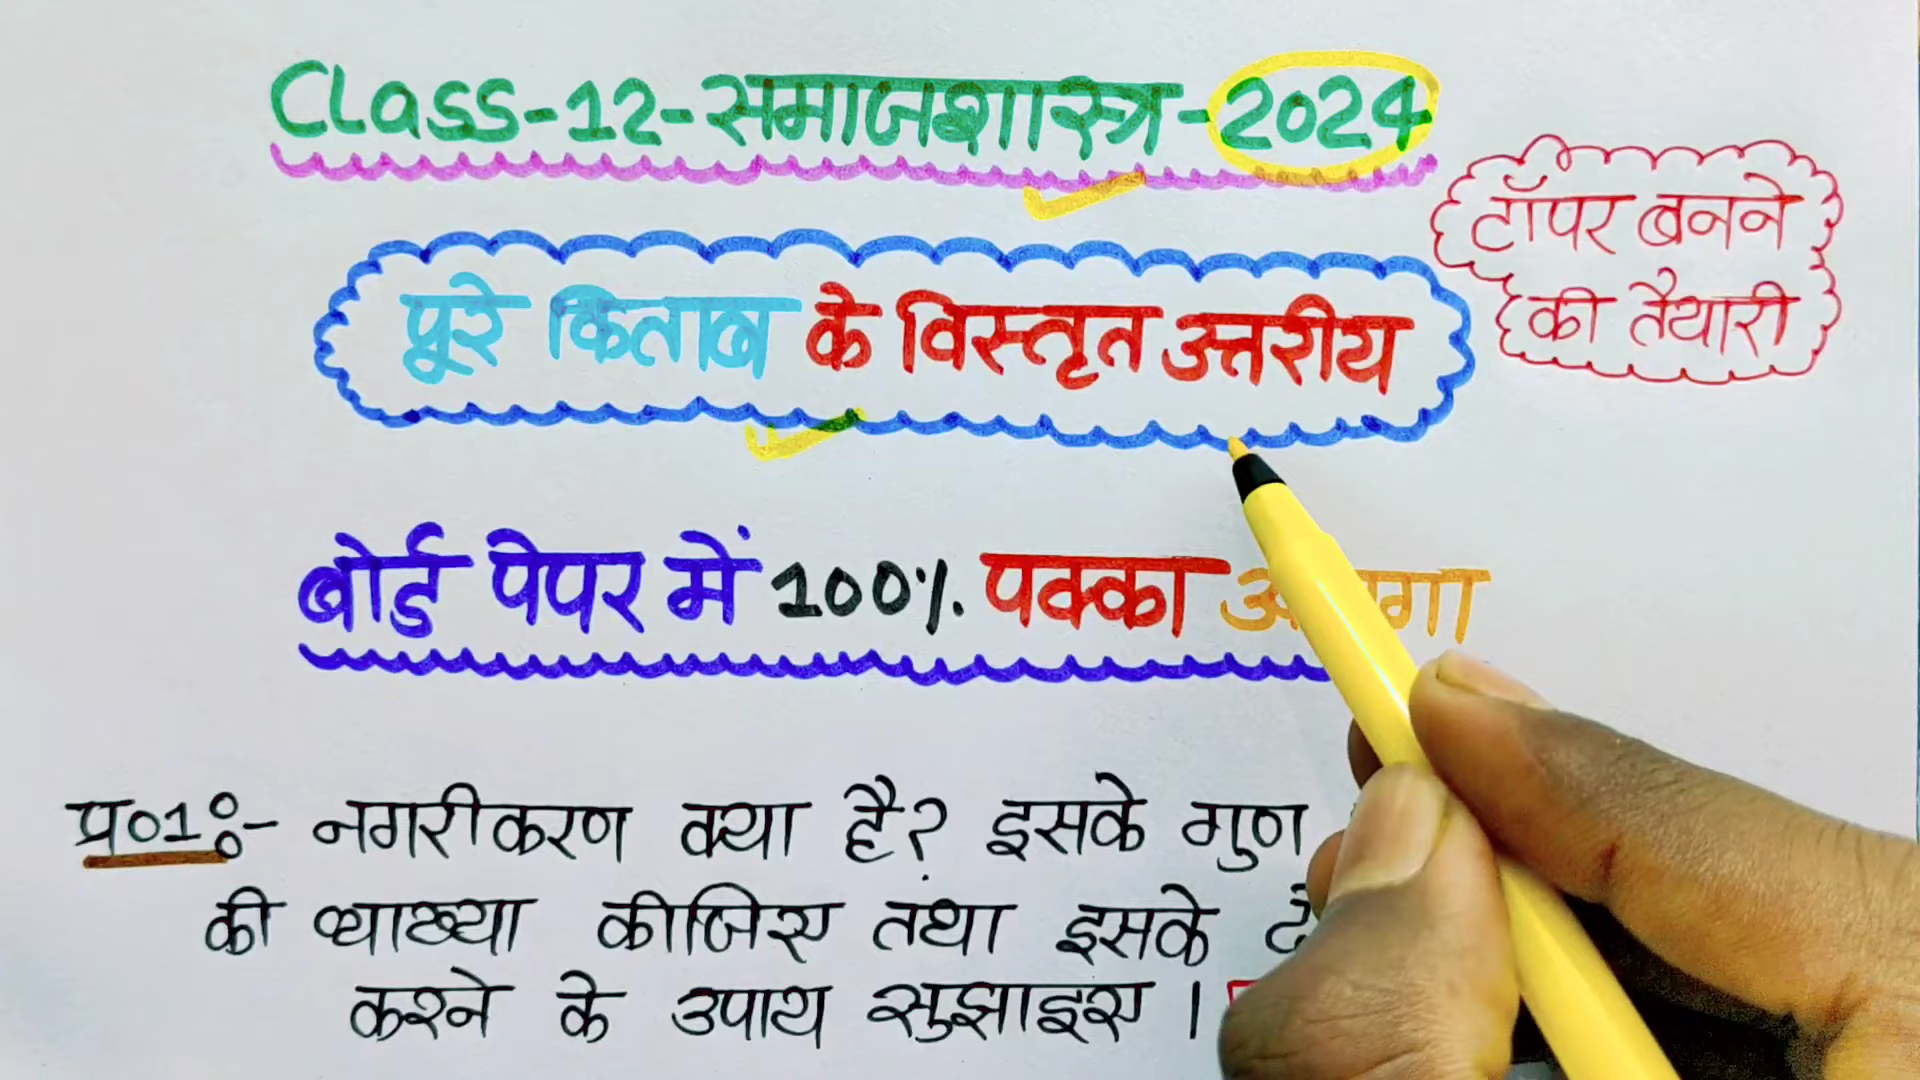 Class-12-समाजशास्त्र-2024
टॉपर बनने
की तैयारी
पूरे किताब के विस्तृत उत्तरीय
बोर्ड पेपर में 100% पक्का
प्र०1ः- नगरीकरण क्या है? इसके गुण
की व्याख्या कीजिए तथा इसके
करने के उपाय सुझाइए।